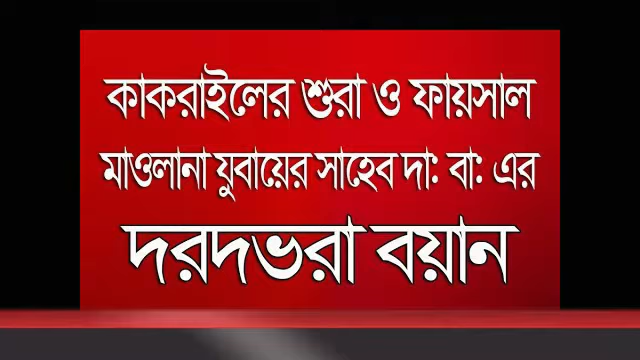 কাকরাইলের শুরা ও ফায়সাল
মাওলানা যুবায়ের সাহেব দা: বা: এর
দরদভরা বয়ান